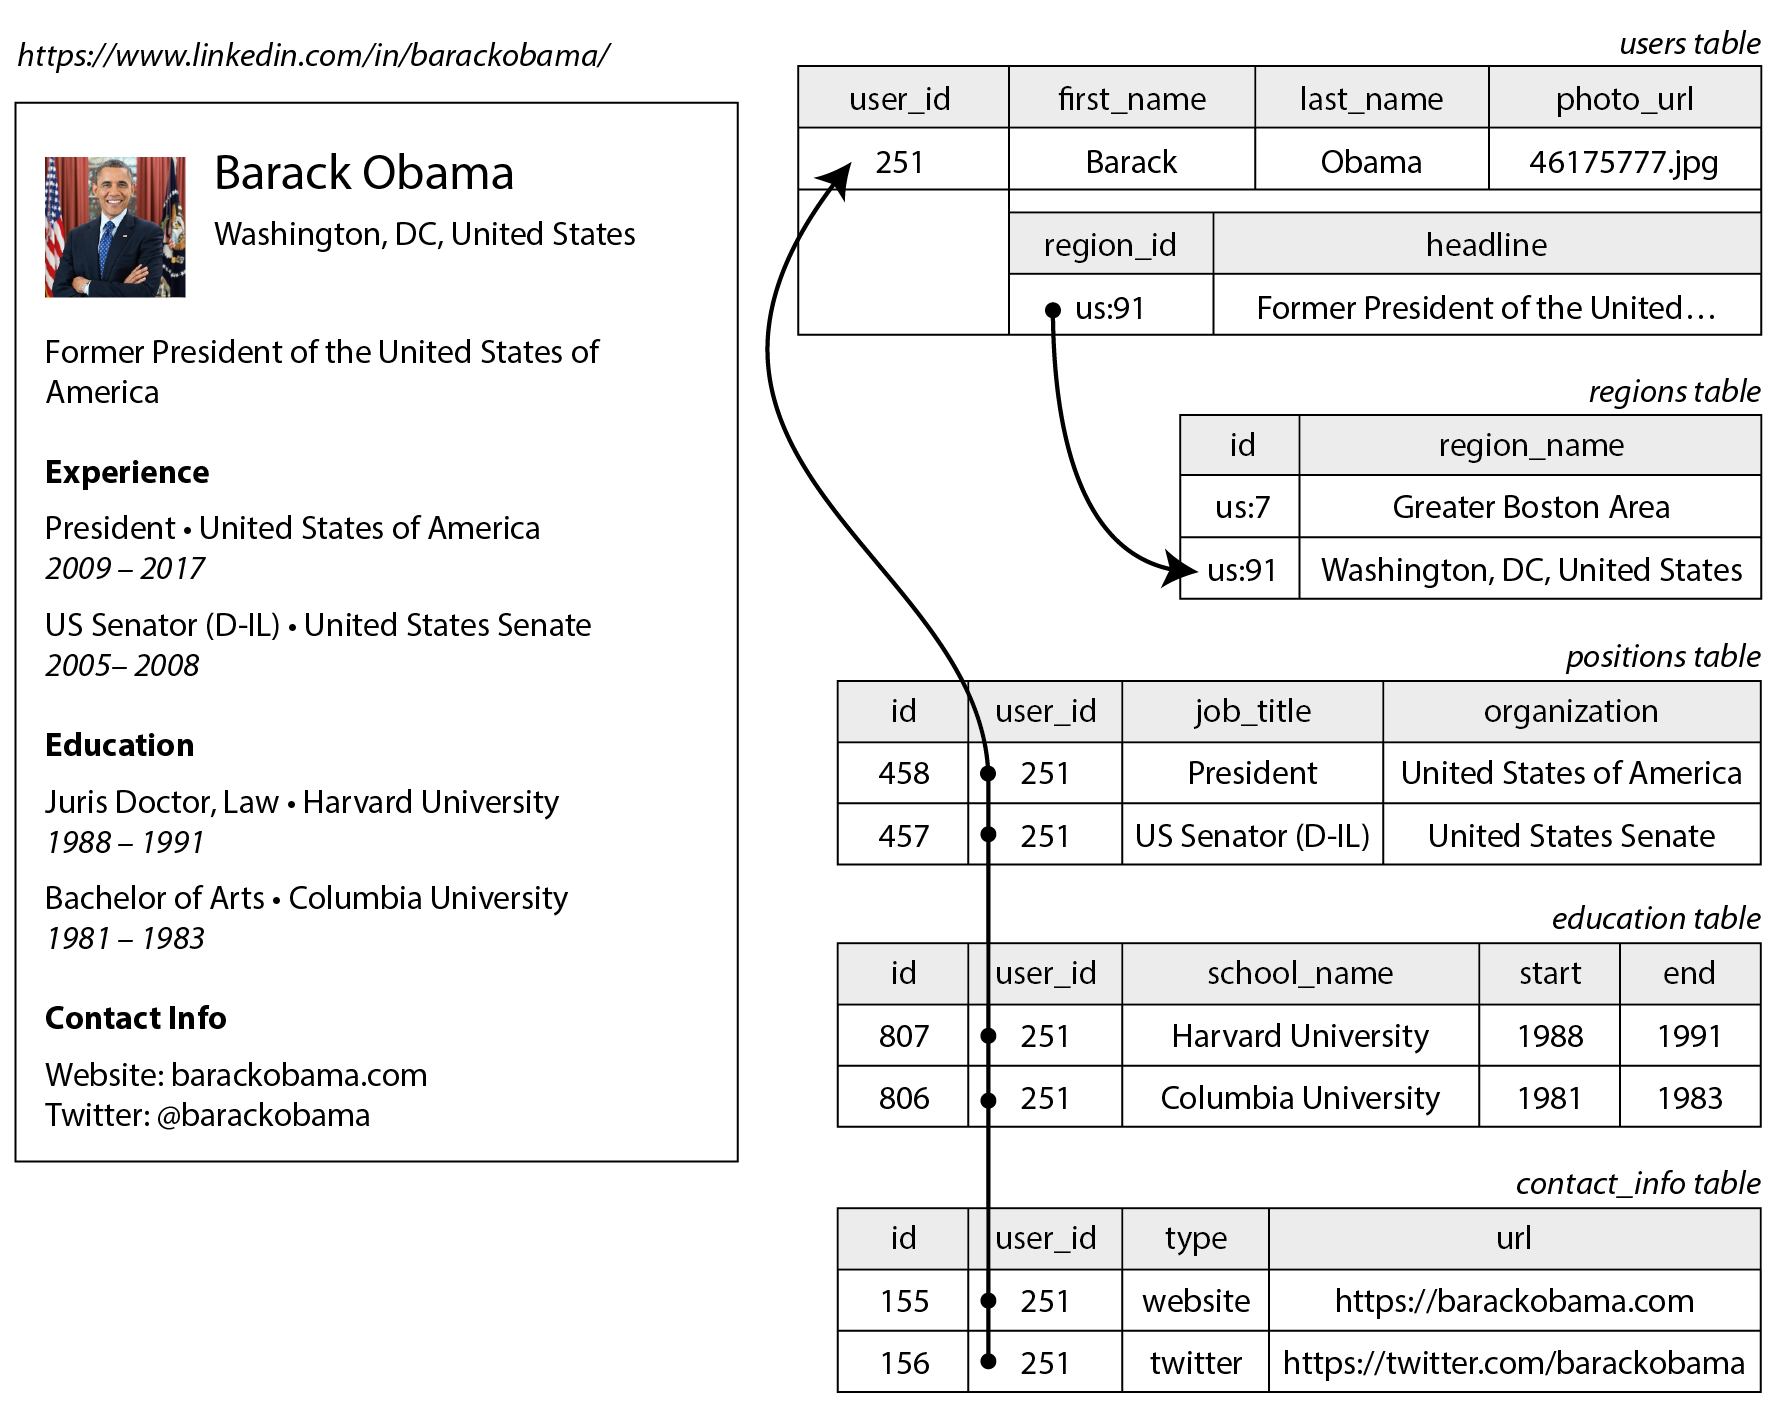 https://www.linkedin.com/in/barackobama/
Barack Obama
Washington, DC, United States
Former President of the United States of
America
Experience
President • United States of America
2009 – 2017
US Senator (D-IL) • United States Senate
2005– 2008
Education
Juris Doctor, Law • Harvard University
1988 – 1991
Bachelor of Arts • Columbia University
1981 – 1983
Contact Info
Website: barackobama.com
Twitter: @barackobama
users table
user_id first_name last_name photo_url
251 Barack Obama 46175777.jpg
region_id headline
us:91 Former President of the United…
regions table
id region_name
us:7 Greater Boston Area
us:91 Washington, DC, United States
positions table
id user_id job_title organization
458 251 President United States of America
457 251 US Senator (D-IL) United States Senate
education table
id user_id school_name start end
807 251 Harvard University 1988 1991
806 251 Columbia University 1981 1983
contact_info table
id user_id type url
155 251 website https://barackobama.com
156 251 twitter https://twitter.com/barackobama